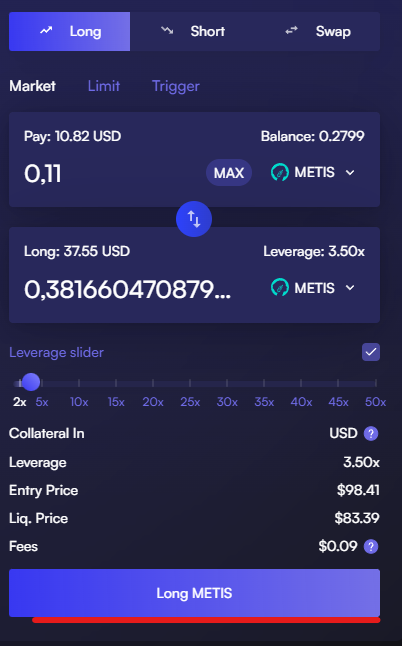 Long Short Swap
Market Limit Trigger
Pay: 10.82 USD Balance: 0.2799
0,11 MAX METIS
Long: 37.55 USD Leverage: 3.50x
0,381660470879... METIS
Leverage slider
2x 5x 10x 15x 20x 25x 30x 35x 40x 45x 50x
Collateral In USD ?
Leverage 3.50x
Entry Price $98.41
Liq. Price $83.39
Fees $0.09 ?
Long METIS